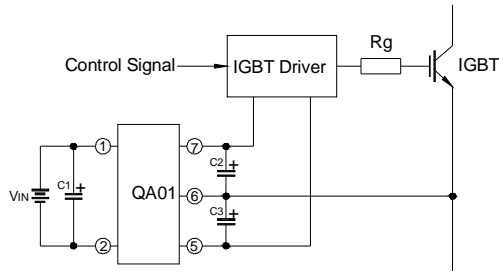 Rg
Control Signal
IGBT Driver
IGBT
1
7
C1
+
C2
+
VIN
QA01
6
C3
+
2
5